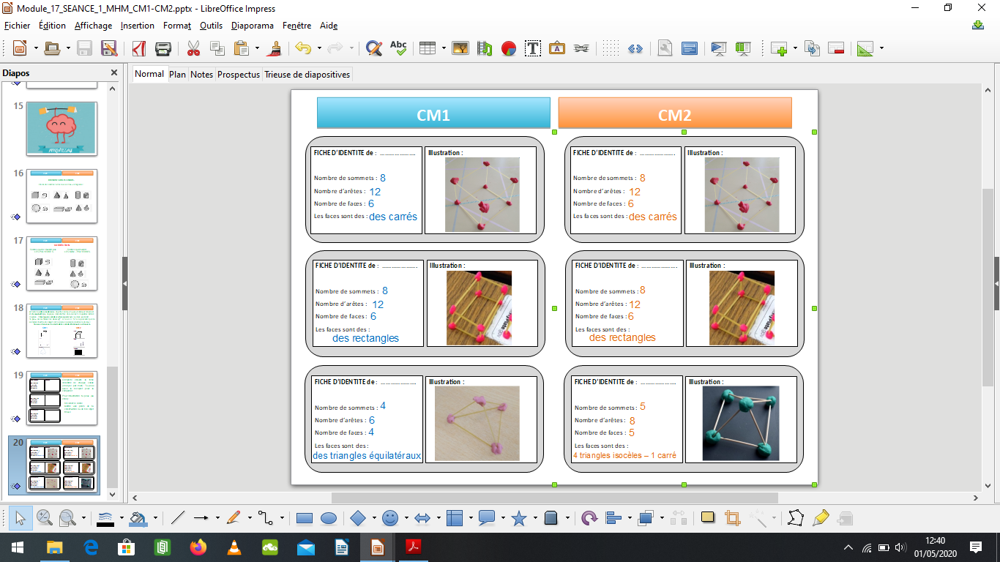 Module_17_SEANCE_1_MHM_CM1-CM2.pptx - LibreOffice Impress
Fichier Édition Affichage Insertion Format Outils Diaporama Fenêtre Aide
Diapos
Normal Plan Notes Prospectus Trieuse de diapositives
15
16
17
18
19
20
CM1
CM2
FICHE D'IDENTITE de : ......................
Illustration :
Nombre de sommets : 8
Nombre d'arêtes : 12
Nombre de faces : 6
Les faces sont des : des carrés
FICHE D'IDENTITE de : ......................
Illustration :
Nombre de sommets : 8
Nombre d'arêtes : 12
Nombre de faces : 6
Les faces sont des : des carrés
FICHE D'IDENTITE de : ......................
Illustration :
Nombre de sommets : 8
Nombre d'arêtes : 12
Nombre de faces : 6
Les faces sont des :
des rectangles
FICHE D'IDENTITE de : ......................
Illustration :
Nombre de sommets : 8
Nombre d'arêtes : 12
Nombre de faces : 6
Les faces sont des :
des rectangles
FICHE D'IDENTITE de : ......................
Illustration :
Nombre de sommets : 4
Nombre d'arêtes : 6
Nombre de faces : 4
Les faces sont des :
des triangles équilatéraux
FICHE D'IDENTITE de : ......................
Illustration :
Nombre de sommets : 5
Nombre d'arêtes : 8
Nombre de faces : 5
Les faces sont des :
4 triangles isocèles – 1 carré
12:40
01/05/2020